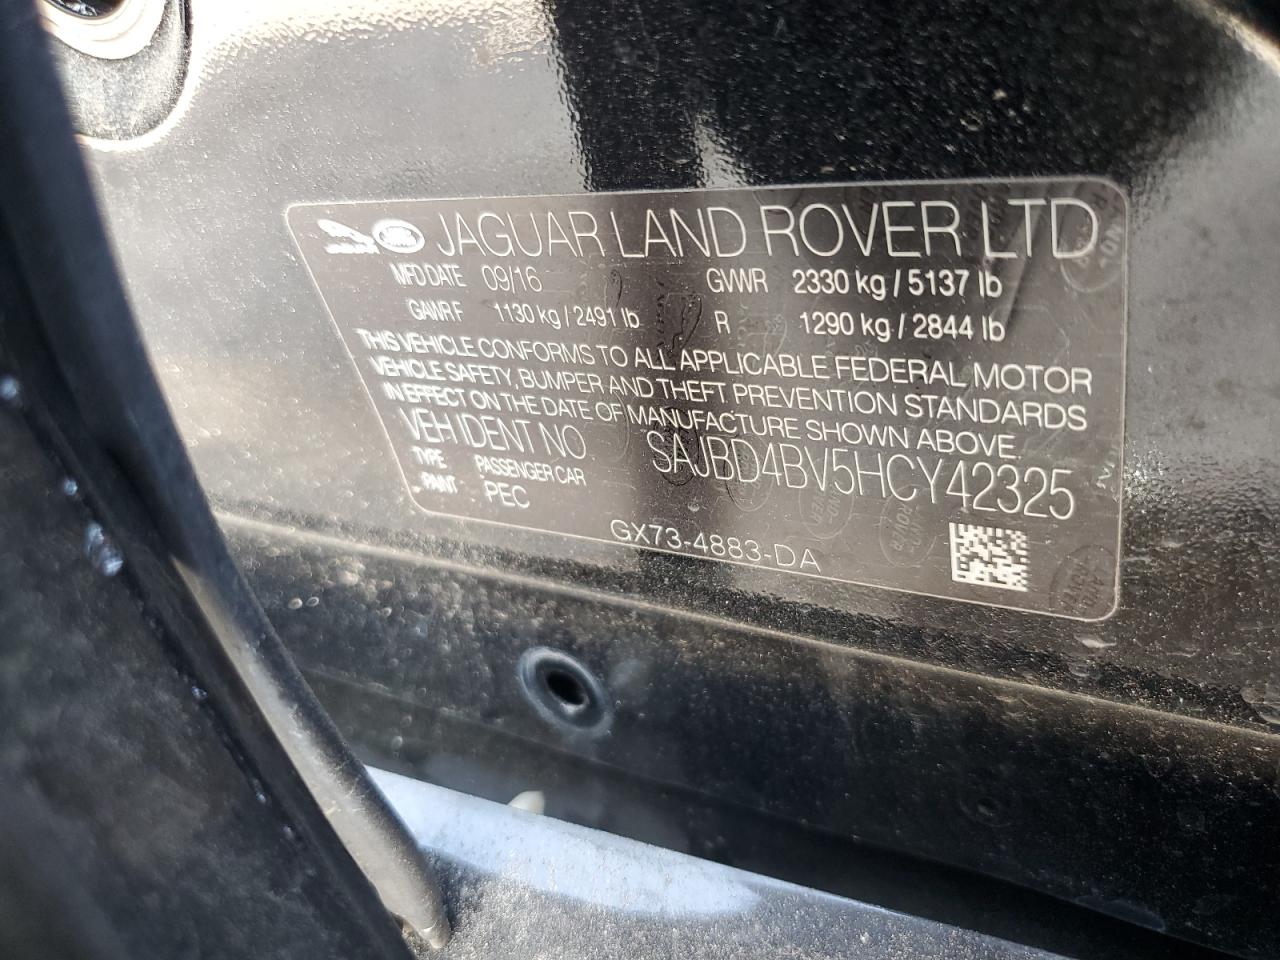 JAGUAR LAND ROVER LTD
MFD DATE 09/16 GVWR 2330 kg / 5137 lb
GAWR F 1130 kg / 2491 lb R 1290 kg / 2844 lb
THIS VEHICLE CONFORMS TO ALL APPLICABLE FEDERAL MOTOR
VEHICLE SAFETY, BUMPER AND THEFT PREVENTION STANDARDS
IN EFFECT ON THE DATE OF MANUFACTURE SHOWN ABOVE.
VEH IDENT NO SAJBD4BV5HCY42325
TYPE PASSENGER CAR
PAINT: PEC
GX73-4883-DA